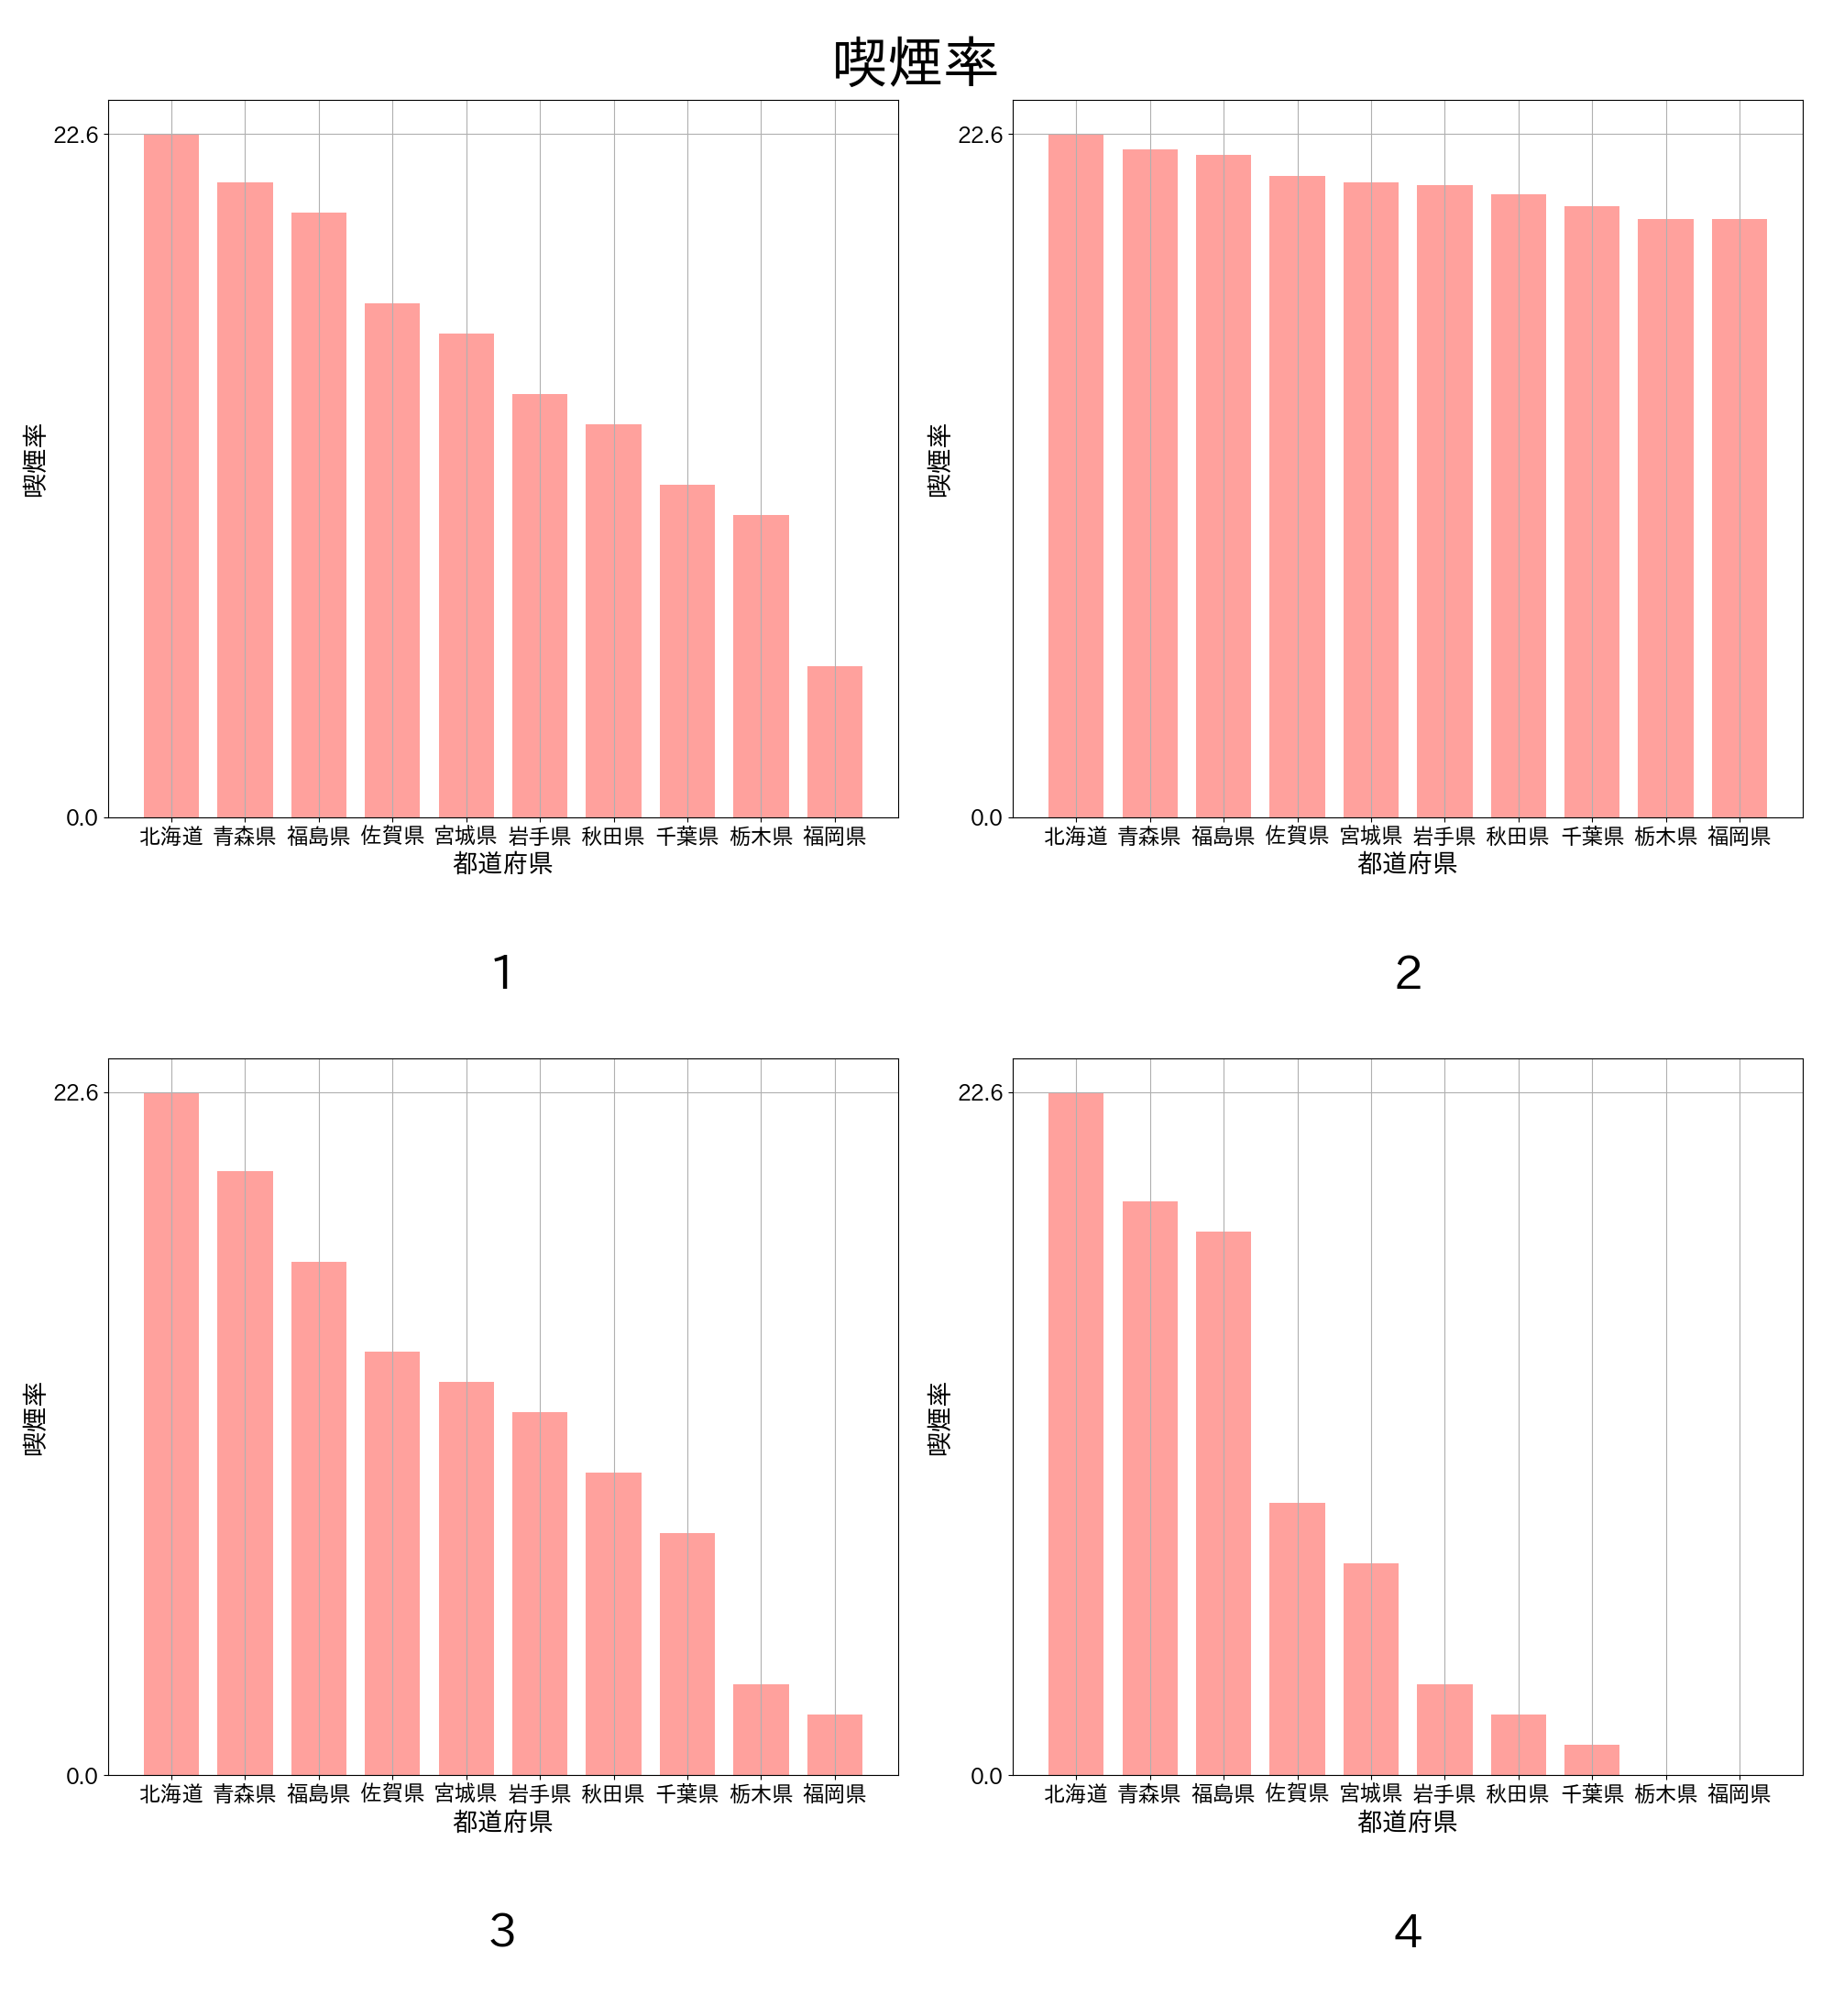 喫煙率
22.6
0.0
喫煙率
北海道 青森県 福島県 佐賀県 宮城県 岩手県 秋田県 千葉県 栃木県 福岡県
都道府県
1
22.6
0.0
喫煙率
北海道 青森県 福島県 佐賀県 宮城県 岩手県 秋田県 千葉県 栃木県 福岡県
都道府県
2
22.6
0.0
喫煙率
北海道 青森県 福島県 佐賀県 宮城県 岩手県 秋田県 千葉県 栃木県 福岡県
都道府県
3
22.6
0.0
喫煙率
北海道 青森県 福島県 佐賀県 宮城県 岩手県 秋田県 千葉県 栃木県 福岡県
都道府県
4